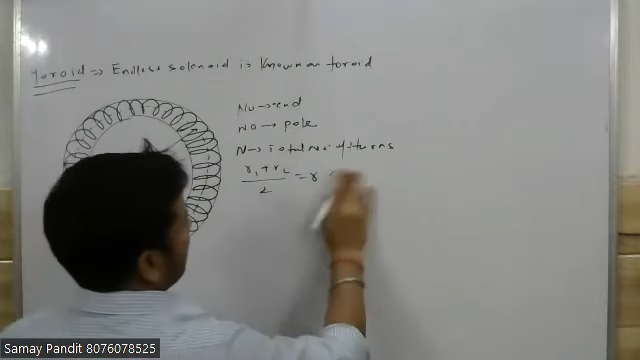 Toroid => Endless solenoid is known an toroid
No -> end
No -> pole
N -> Total No. of turns
r1 + r2
2
= r
Samay Pandit 8076078525